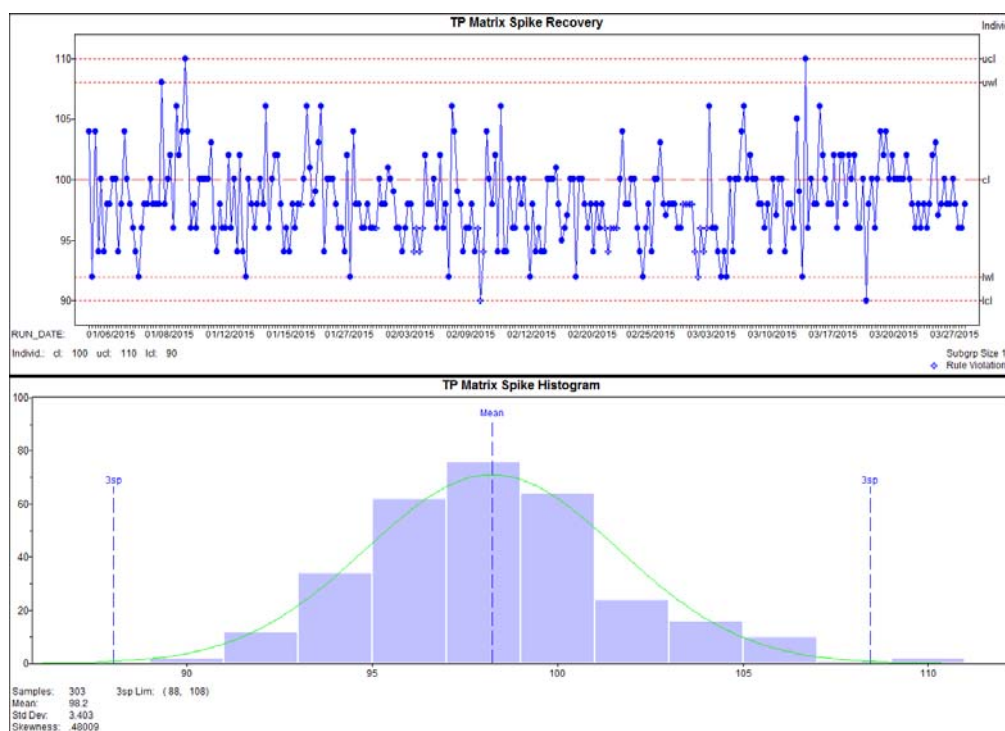 TP Matrix Spike Recovery
Individ
110
ucl
uwl
105
100
cl
95
lwl
90
lcl
RUN_DATE: 01/06/2015 01/08/2015 01/12/2015 01/15/2015 01/27/2015 02/03/2015 02/09/2015 02/12/2015 02/20/2015 02/25/2015 03/03/2015 03/10/2015 03/17/2015 03/20/2015 03/27/2015
Individ.: cl: 100 ucl: 110 lcl: 90
Subgrp Size 1
Rule Violation
TP Matrix Spike Histogram
100
Mean
80
3sp
3sp
60
40
20
0
90 95 100 105 110
Samples: 303 3sp Lim: ( 88, 108)
Mean: 98.2
Std Dev: 3.403
Skewness: .48009